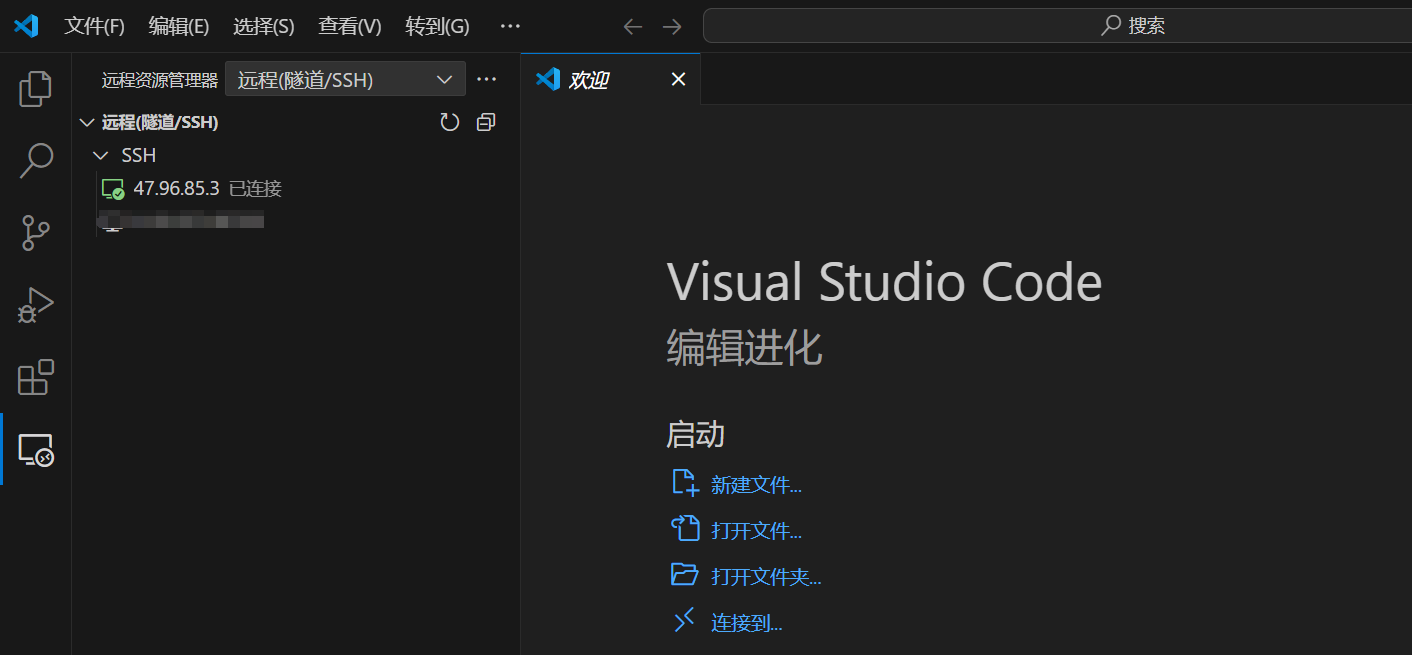 文件(F) 编辑(E) 选择(S) 查看(V) 转到(G) ··· 搜索
远程资源管理器 远程(隧道/SSH) ···
欢迎
远程(隧道/SSH)
SSH
47.96.85.3 已连接
Visual Studio Code
编辑进化
启动
新建文件...
打开文件...
打开文件夹...
连接到...